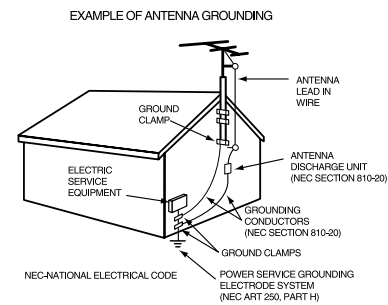 EXAMPLE OF ANTENNA GROUNDING
ANTENNA
LEAD IN
WIRE
GROUND
CLAMP
ANTENNA
DISCHARGE UNIT
(NEC SECTION 810-20)
ELECTRIC
SERVICE
EQUIPMENT
GROUNDING
CONDUCTORS
(NEC SECTION 810-20)
GROUND CLAMPS
NEC-NATIONAL ELECTRICAL CODE
POWER SERVICE GROUNDING
ELECTRODE SYSTEM
(NEC ART 250, PART H)